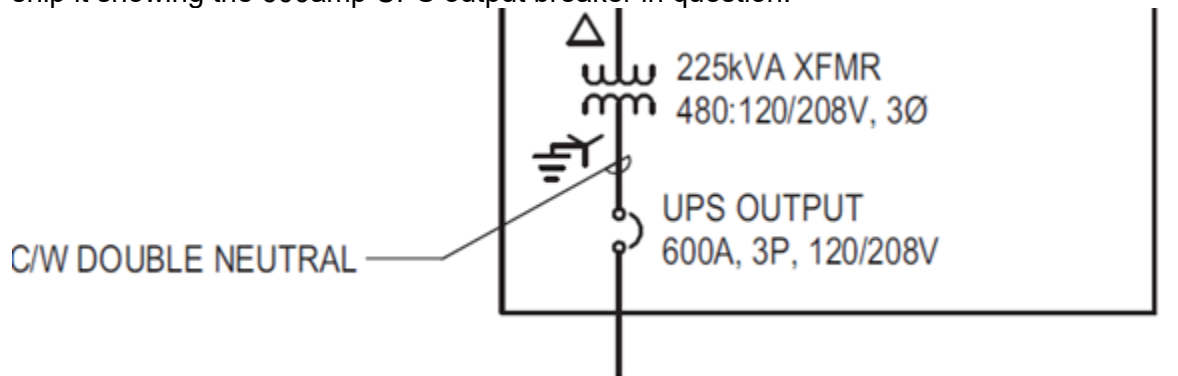 225kVA XFMR
480:120/208V, 3Ø
UPS OUTPUT
600A, 3P, 120/208V
C/W DOUBLE NEUTRAL